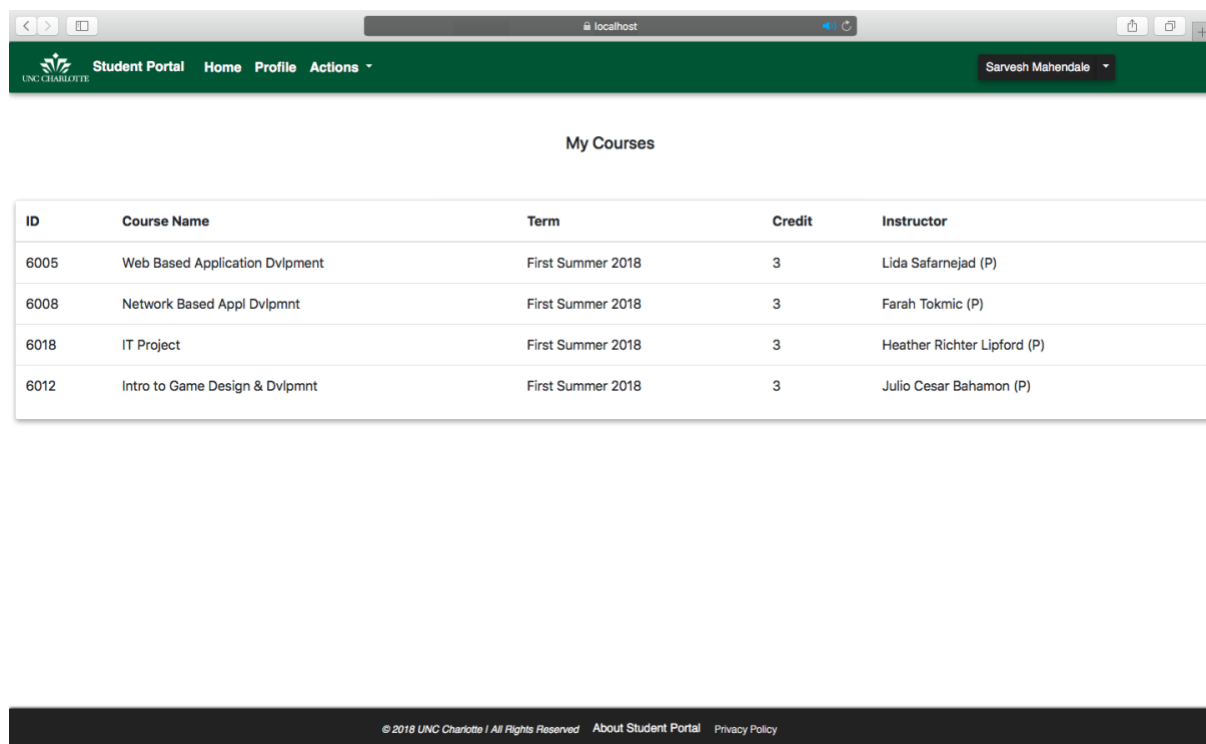 localhost
UNC CHARLOTTE Student Portal Home Profile Actions Sarvesh Mahendale
My Courses
ID Course Name Term Credit Instructor
6005 Web Based Application Dvlpment First Summer 2018 3 Lida Safarnejad (P)
6008 Network Based Appl Dvlpmnt First Summer 2018 3 Farah Tokmic (P)
6018 IT Project First Summer 2018 3 Heather Richter Lipford (P)
6012 Intro to Game Design & Dvlpmnt First Summer 2018 3 Julio Cesar Bahamon (P)
© 2018 UNC Charlotte | All Rights Reserved About Student Portal Privacy Policy